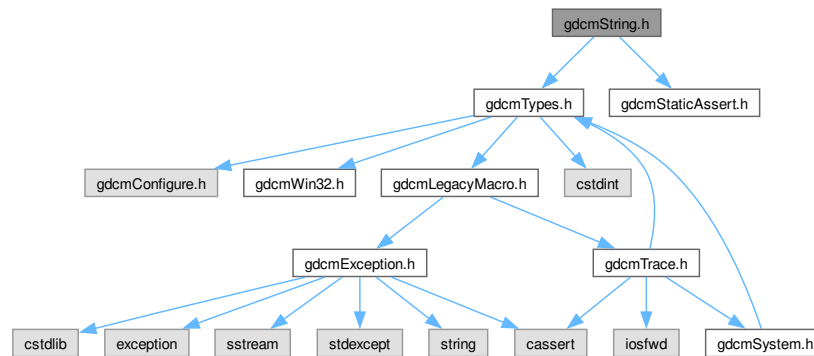 gdcmString.h
gdcmTypes.h
gdcmStaticAssert.h
gdcmConfigure.h
gdcmWin32.h
gdcmLegacyMacro.h
cstdint
gdcmException.h
gdcmTrace.h
cstdlib
exception
sstream
stdexcept
string
cassert
iosfwd
gdcmSystem.h